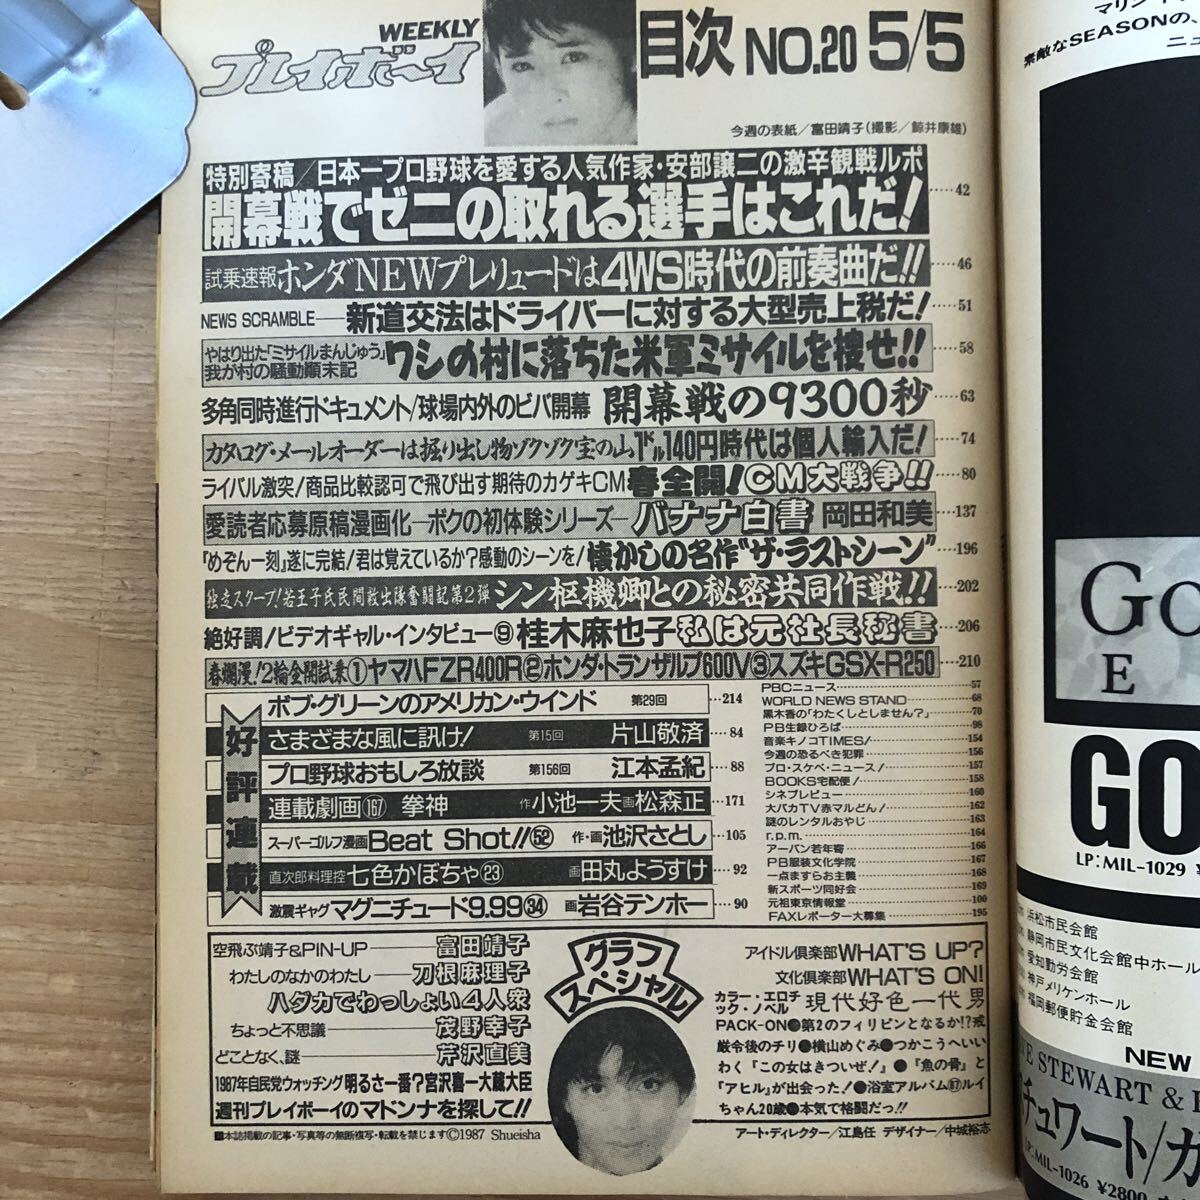 WEEKLY
プレイボーイ
目次 NO.20 5/5
今週の表紙/富田靖子(撮影/鯨井康雄)
特別寄稿/日本一プロ野球を愛する人気作家・安部譲二の激辛観戦ルポ
開幕戦でゼニの取れる選手はこれだ! 42
試乗速報 ホンダNEWプレリュードは4WS時代の前奏曲だ!! 46
NEWS SCRAMBLE 新道交法はドライバーに対する大型売上税だ! 51
やはり出た「ミサイルまんじゅう」
我が村の騒動顛末記 ワシの村に落ちた米軍ミサイルを捜せ!! 58
多角同時進行ドキュメント/球場内外のビバ開幕 開幕戦の9300秒 63
カタログ・メールオーダーは掘り出し物ゾクゾク宝の山 1ドル140円時代は個人輸入だ! 74
ライバル激突/商品比較認可で飛び出す期待のカゲキCM 春全開!CM大戦争!! 80
愛読者応募原稿漫画化―ボクの初体験シリーズ― バナナ白書 岡田和美 137
『めぞん一刻』遂に完結/君は覚えているか?感動のシーンを/懐かしの名作“ザ・ラストシーン” 196
独走スクープ!若王子氏民間救出隊奮闘記第2弾 シン枢機卿との秘密共同作戦!! 202
絶好調/ビデオギャル・インタビュー⑨ 桂木麻也子 私は元社長秘書 206
春爛漫!2輪全開試乗①ヤマハFZR400R②ホンダ・トランザルプ600V③スズキGSX-R250 210
好評連載
ボブ・グリーンのアメリカン・ウインド 第29回 214
さまざまな風に訊け! 第15回 片山敬済 84
プロ野球おもしろ放談 第156回 江本孟紀 88
連載劇画 167 拳神 作 小池一夫 画 松森正 171
スーパーゴルフ漫画 Beat Shot!! 52 作・画 池沢さとし 105
直次郎料理控 七色かぼちゃ 23 画 田丸ようすけ 92
激震ギャグ マグニチュード9.99 34 画 岩谷テンホー 90
PBCニュース 57
WORLD NEWS STAND 68
黒木香の「わたくしとしません?」 70
PB生録ひろば 98
音楽キノコTIMES! 154
今週の恐るべき犯罪 156
プロ・スケベ・ニュース! 157
BOOKS宅配便! 158
シネプレビュー 160
大バカTV赤マルどん! 162
謎のレンタルおやじ 163
r.p.m. 164
アーバン若年寄 166
PB服装文化学院 167
一点ますらお主義 168
新スポーツ同好会 169
元祖東京情報堂 100
FAXレポーター大募集 195
空飛ぶ靖子&PIN-UP 富田靖子
わたしのなかのわたし 刀根麻理子
ハダカでわっしょい4人衆
ちょっと不思議 茂野幸子
どことなく、謎 芹沢直美
1987年自民党ウォッチング 明るさ一番?宮沢喜一大蔵大臣
週刊プレイボーイのマドンナを探して!!
グラフ
スペシャル
アイドル倶楽部 WHAT'S UP?
文化倶楽部 WHAT'S ON!
カラー・エロチック・ノベル 現代好色一代男
PACK-ON●第2のフィリピンとなるか!?戒
厳令後のチリ●横山めぐみ●つかこうへいい
わく『この女はきついぜ!』●『魚の骨』と
『アヒル』が出会った!●浴室アルバム87ルイ
ちゃん20歳●本気で格闘だっ!!
■本誌掲載の記事・写真等の無断複写・転載を禁じます©1987 Shueisha
アート・ディレクター/江島任 デザイナー/中城裕志
素敵なSEASONの、
GO
LP:MIL-1029
浜松市民会館
静岡市民文化会館中ホール
愛知勤労会館
神戸メリケンホール
福岡郵便貯金会館
NEW
STEWART &
チュワート/ガ
LP:MIL-1026 ¥2800